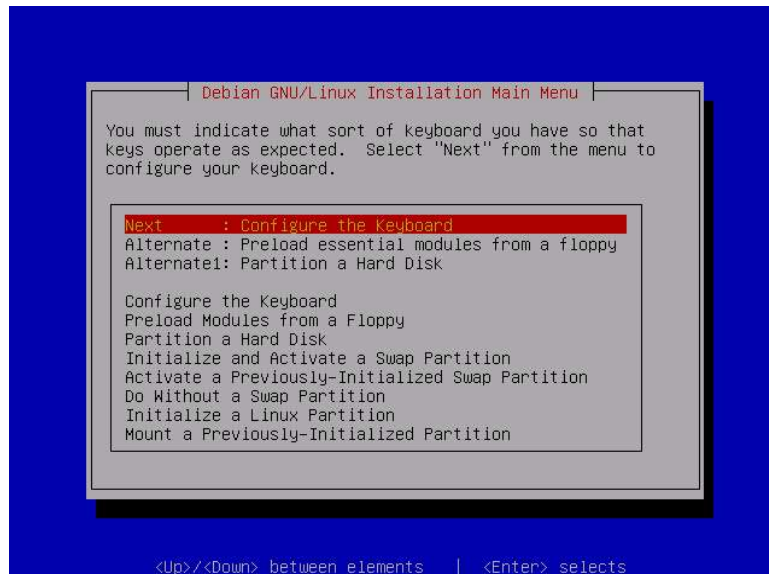 Debian GNU/Linux Installation Main Menu
You must indicate what sort of keyboard you have so that
keys operate as expected.  Select "Next" from the menu to
configure your keyboard.
Next      : Configure the Keyboard
Alternate : Preload essential modules from a floppy
Alternate1: Partition a Hard Disk
Configure the Keyboard
Preload Modules from a Floppy
Partition a Hard Disk
Initialize and Activate a Swap Partition
Activate a Previously-Initialized Swap Partition
Do Without a Swap Partition
Initialize a Linux Partition
Mount a Previously-Initialized Partition
<Up>/<Down> between elements   |  <Enter> selects